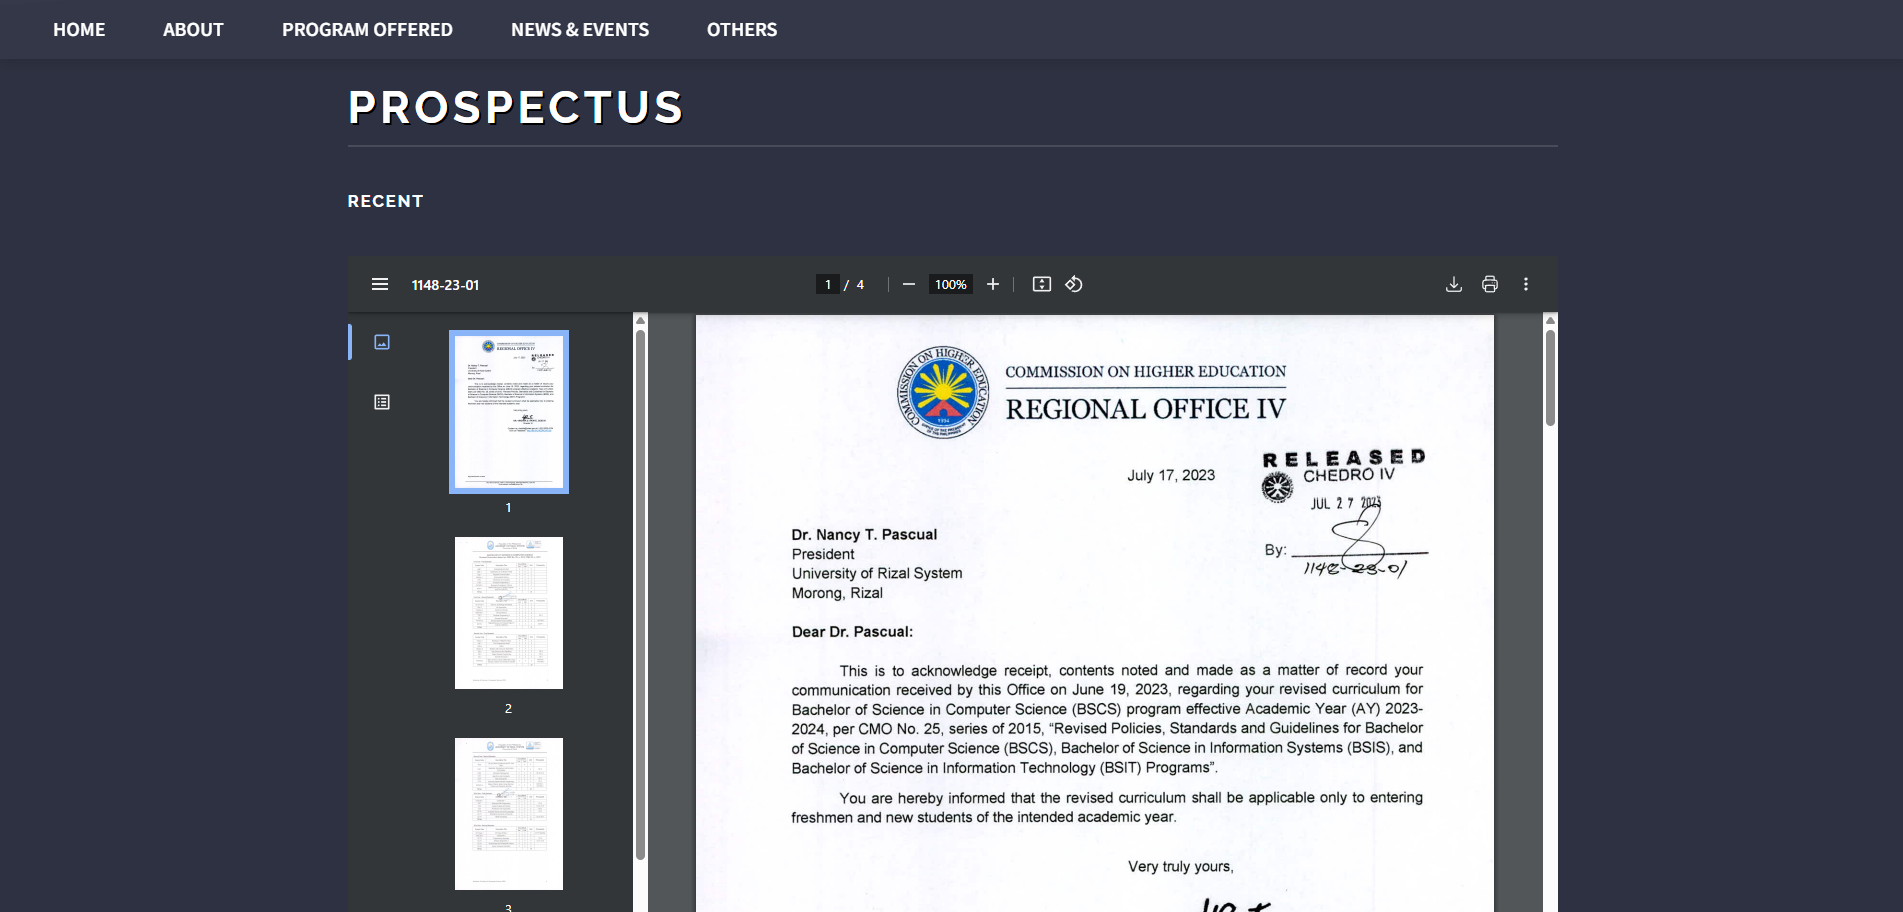 HOME
ABOUT
PROGRAM OFFERED
NEWS & EVENTS
OTHERS
PROSPECTUS
RECENT
1148-23-01
1 / 4
100%
1
2
3
COMMISSION ON HIGHER EDUCATION
1994
OFFICE OF THE PRESIDENT
OF THE PHILIPPINES
COMMISSION ON HIGHER EDUCATION
REGIONAL OFFICE IV
July 17, 2023
RELEASED
CHEDRO IV
JUL 27 2023
By:
1148-23-01
Dr. Nancy T. Pascual
President
University of Rizal System
Morong, Rizal
Dear Dr. Pascual:
This is to acknowledge receipt, contents noted and made as a matter of record your
communication received by this Office on June 19, 2023, regarding your revised curriculum for
Bachelor of Science in Computer Science (BSCS) program effective Academic Year (AY) 2023-
2024, per CMO No. 25, series of 2015, “Revised Policies, Standards and Guidelines for Bachelor
of Science in Computer Science (BSCS), Bachelor of Science in Information Systems (BSIS), and
Bachelor of Science in Information Technology (BSIT) Programs”.
You are hereby informed that the revised curriculum shall be applicable only to entering
freshmen and new students of the intended academic year.
Very truly yours,